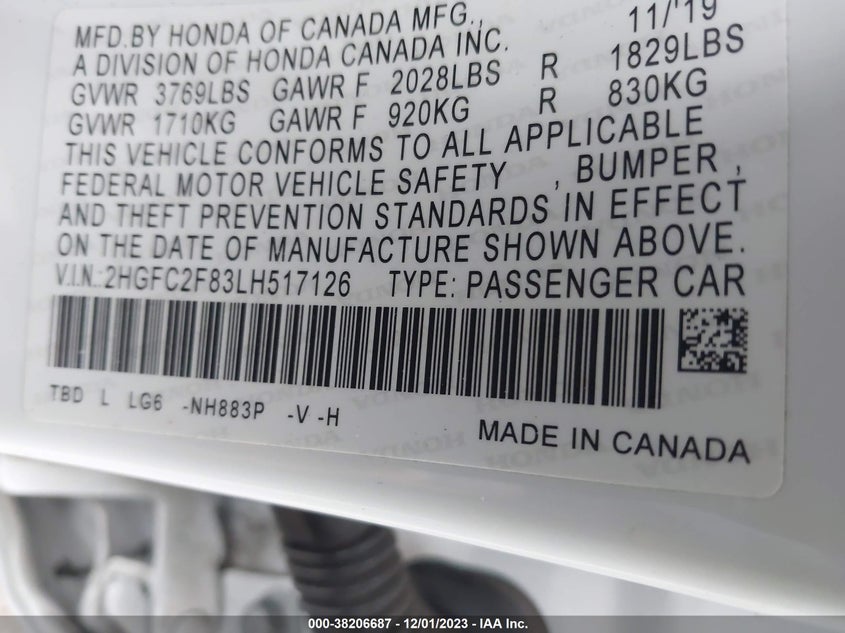 MFD.BY HONDA OF CANADA MFG., 11/'19
A DIVISION OF HONDA CANADA INC.
GVWR 3769LBS GAWR F 2028LBS R 1829LBS
GVWR 1710KG GAWR F 920KG R 830KG
THIS VEHICLE CONFORMS TO ALL APPLICABLE
FEDERAL MOTOR VEHICLE SAFETY , BUMPER ,
AND THEFT PREVENTION STANDARDS IN EFFECT
ON THE DATE OF MANUFACTURE SHOWN ABOVE.
V.I.N.:2HGFC2F83LH517126 TYPE: PASSENGER CAR
TBD L LG6 -NH883P -V -H
MADE IN CANADA
HONDA HONDA HONDA
000-38206687 - 12/01/2023 - IAA Inc.